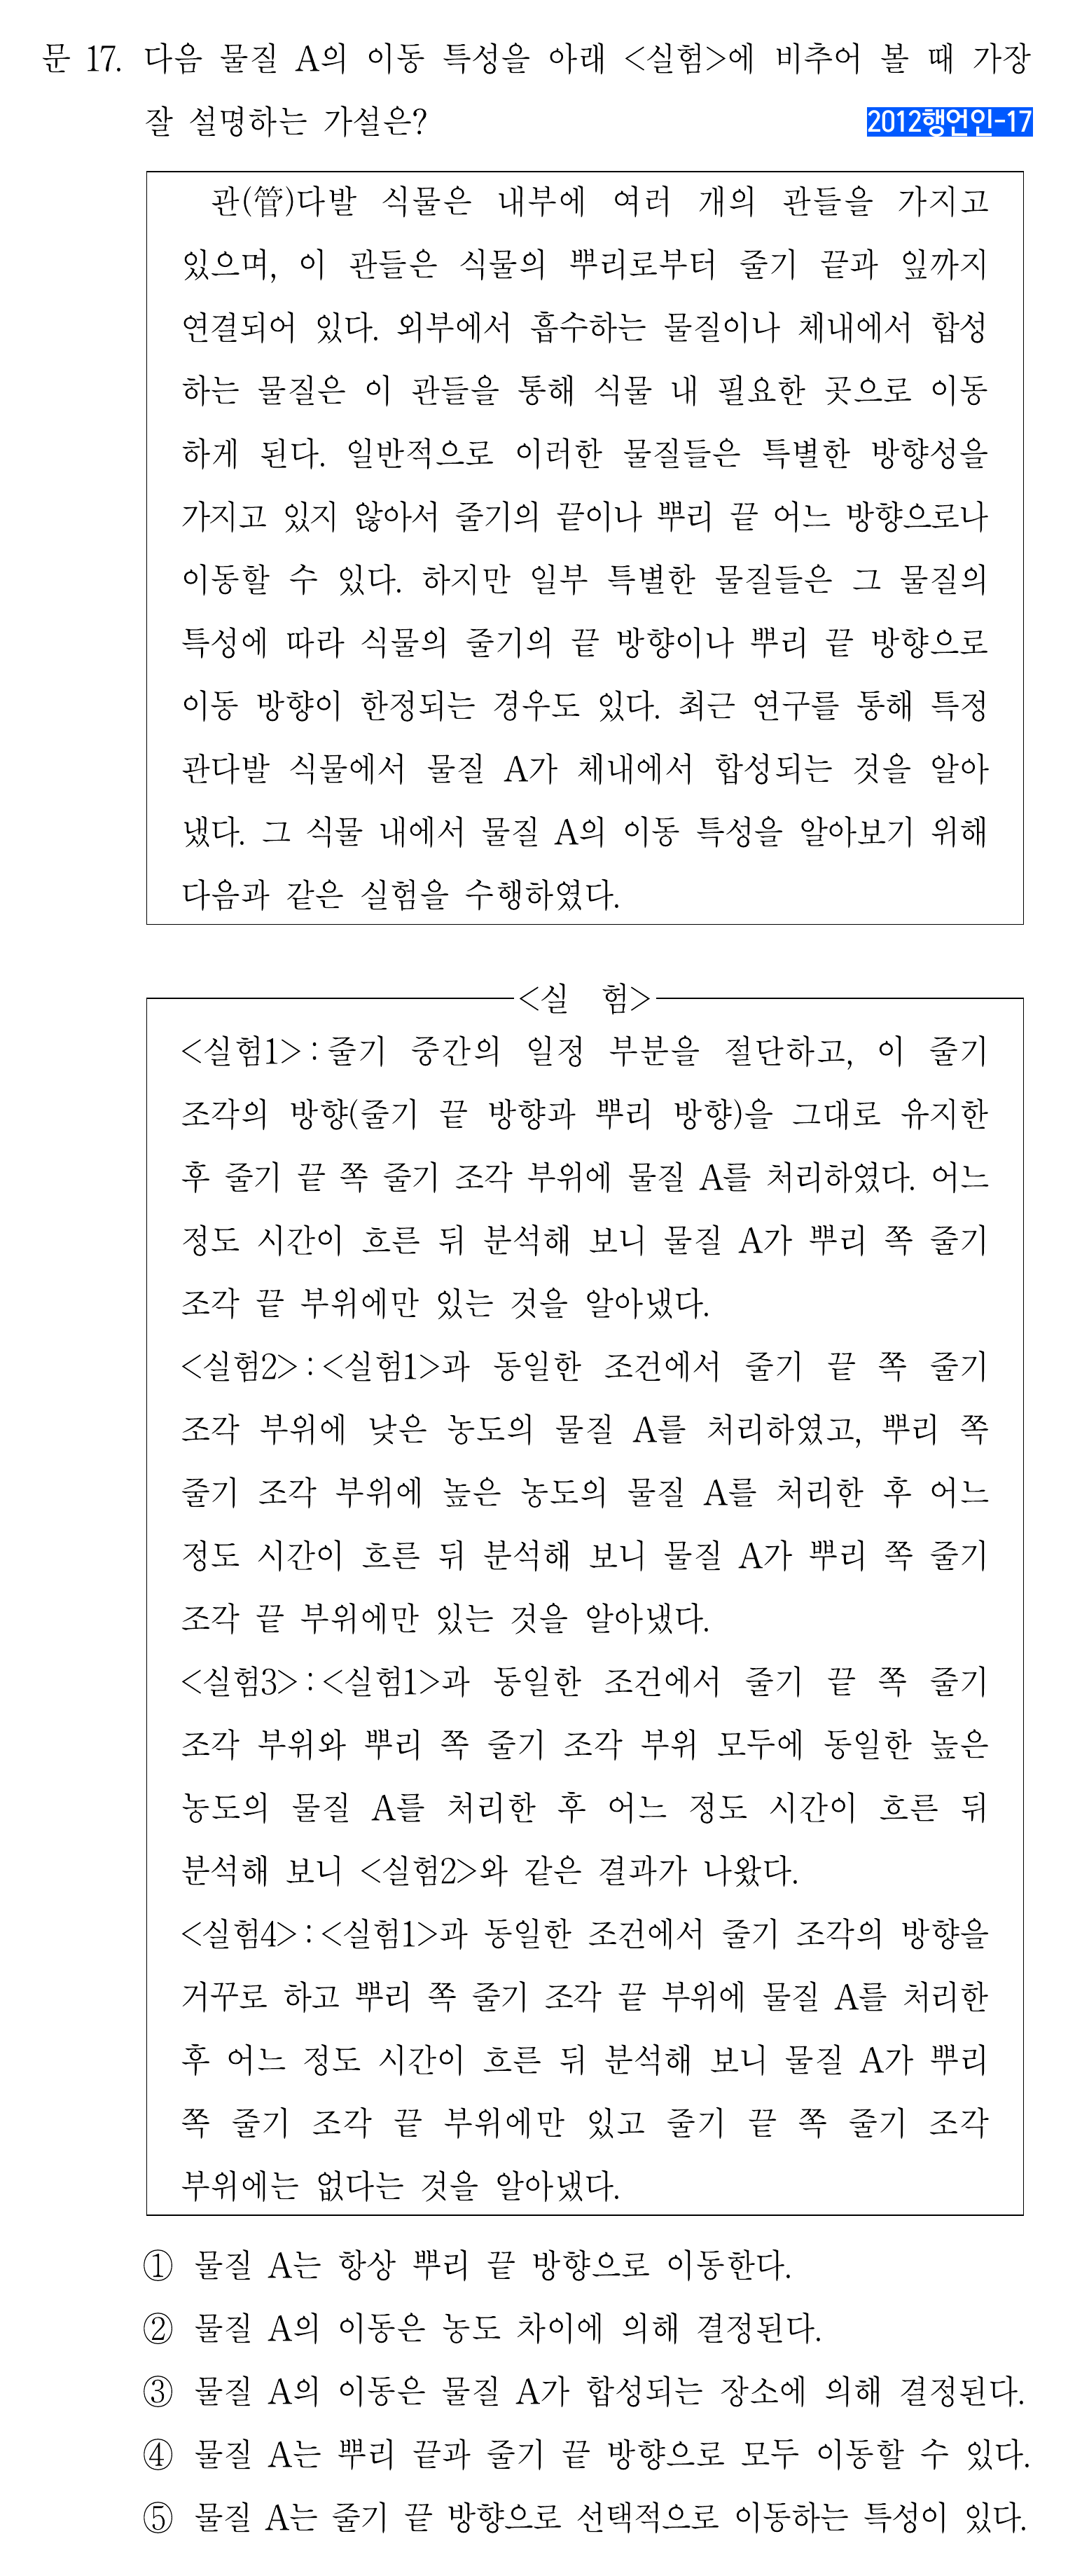 문 17. 다음 물질 A의 이동 특성을 아래 <실험>에 비추어 볼 때 가장
잘 설명하는 가설은?
2012행언인-17
관(管)다발 식물은 내부에 여러 개의 관들을 가지고
있으며, 이 관들은 식물의 뿌리로부터 줄기 끝과 잎까지
연결되어 있다. 외부에서 흡수하는 물질이나 체내에서 합성
하는 물질은 이 관들을 통해 식물 내 필요한 곳으로 이동
하게 된다. 일반적으로 이러한 물질들은 특별한 방향성을
가지고 있지 않아서 줄기의 끝이나 뿌리 끝 어느 방향으로나
이동할 수 있다. 하지만 일부 특별한 물질들은 그 물질의
특성에 따라 식물의 줄기의 끝 방향이나 뿌리 끝 방향으로
이동 방향이 한정되는 경우도 있다. 최근 연구를 통해 특정
관다발 식물에서 물질 A가 체내에서 합성되는 것을 알아
냈다. 그 식물 내에서 물질 A의 이동 특성을 알아보기 위해
다음과 같은 실험을 수행하였다.
<실 험>
<실험1> : 줄기 중간의 일정 부분을 절단하고, 이 줄기
조각의 방향(줄기 끝 방향과 뿌리 방향)을 그대로 유지한
후 줄기 끝 쪽 줄기 조각 부위에 물질 A를 처리하였다. 어느
정도 시간이 흐른 뒤 분석해 보니 물질 A가 뿌리 쪽 줄기
조각 끝 부위에만 있는 것을 알아냈다.
<실험2> : <실험1>과 동일한 조건에서 줄기 끝 쪽 줄기
조각 부위에 낮은 농도의 물질 A를 처리하였고, 뿌리 쪽
줄기 조각 부위에 높은 농도의 물질 A를 처리한 후 어느
정도 시간이 흐른 뒤 분석해 보니 물질 A가 뿌리 쪽 줄기
조각 끝 부위에만 있는 것을 알아냈다.
<실험3> : <실험1>과 동일한 조건에서 줄기 끝 쪽 줄기
조각 부위와 뿌리 쪽 줄기 조각 부위 모두에 동일한 높은
농도의 물질 A를 처리한 후 어느 정도 시간이 흐른 뒤
분석해 보니 <실험2>와 같은 결과가 나왔다.
<실험4> : <실험1>과 동일한 조건에서 줄기 조각의 방향을
거꾸로 하고 뿌리 쪽 줄기 조각 끝 부위에 물질 A를 처리한
후 어느 정도 시간이 흐른 뒤 분석해 보니 물질 A가 뿌리
쪽 줄기 조각 끝 부위에만 있고 줄기 끝 쪽 줄기 조각
부위에는 없다는 것을 알아냈다.
① 물질 A는 항상 뿌리 끝 방향으로 이동한다.
② 물질 A의 이동은 농도 차이에 의해 결정된다.
③ 물질 A의 이동은 물질 A가 합성되는 장소에 의해 결정된다.
④ 물질 A는 뿌리 끝과 줄기 끝 방향으로 모두 이동할 수 있다.
⑤ 물질 A는 줄기 끝 방향으로 선택적으로 이동하는 특성이 있다.